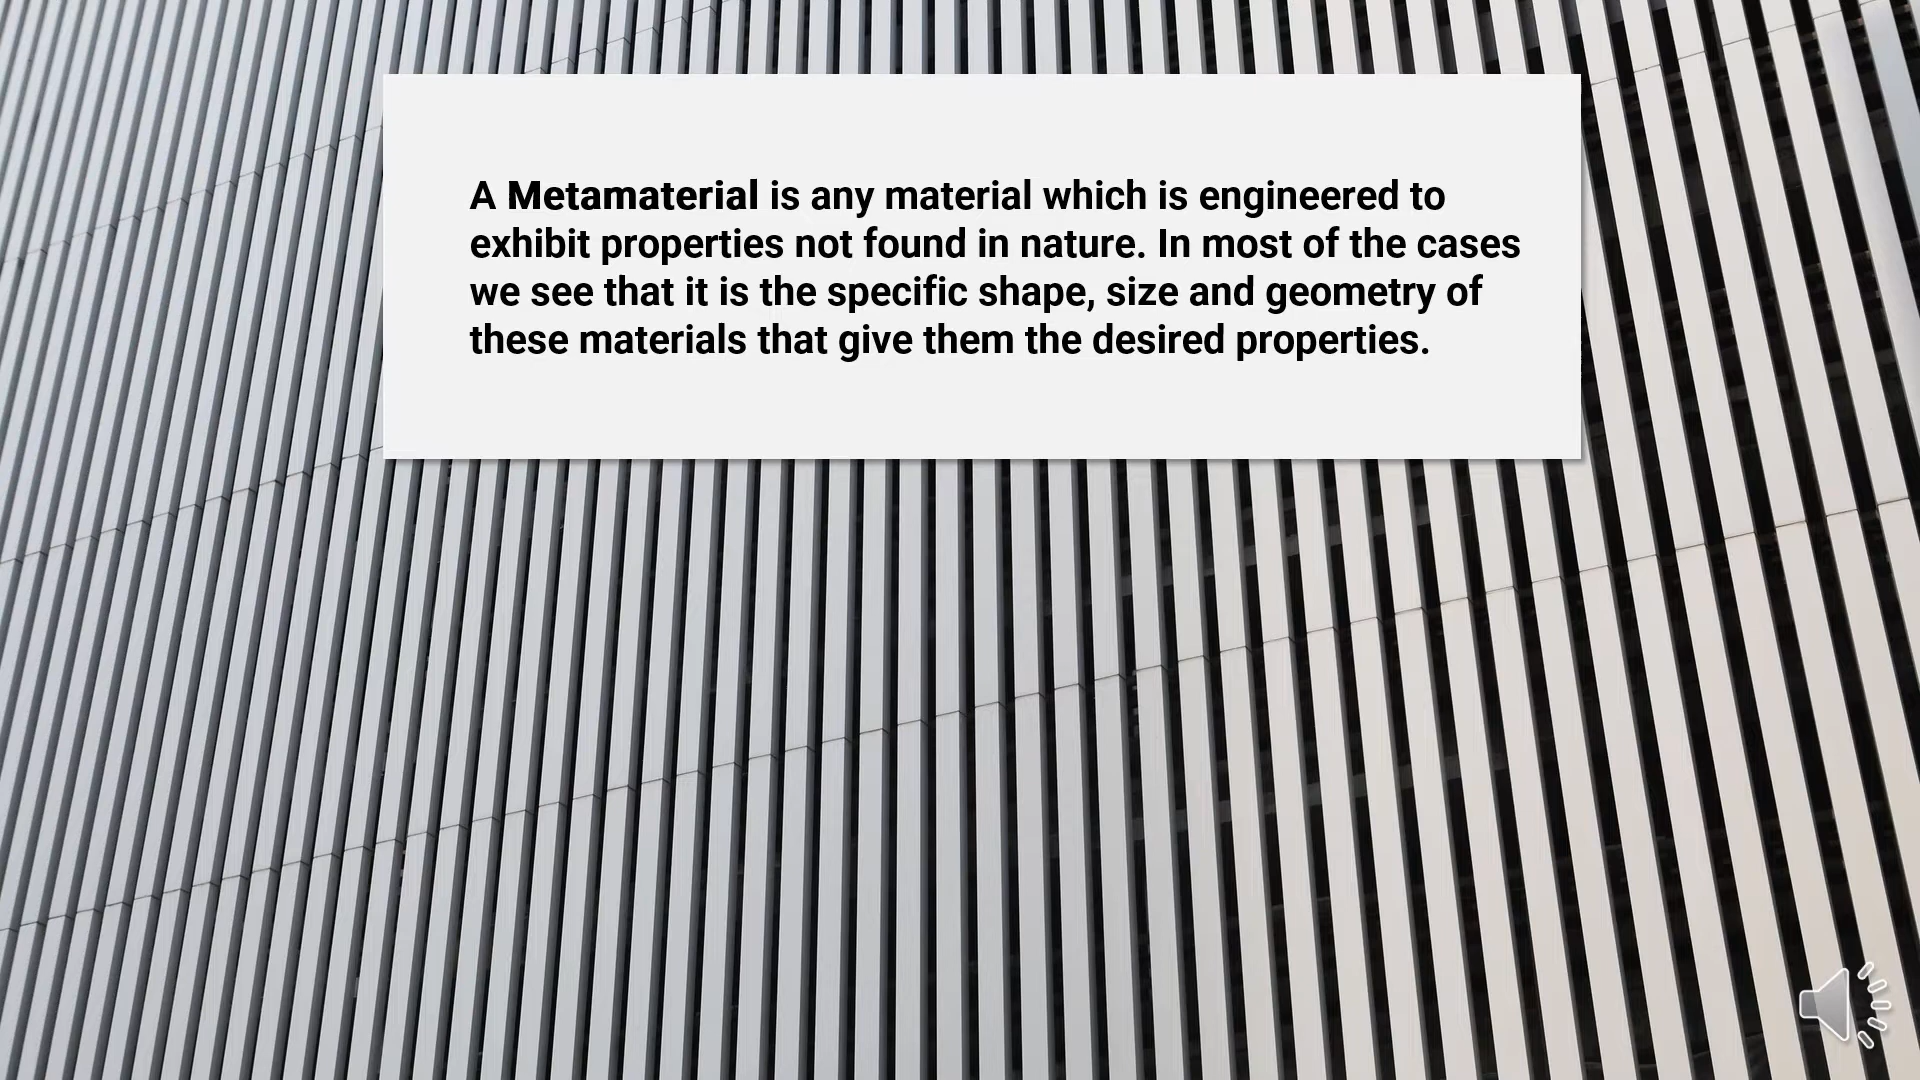 A Metamaterial is any material which is engineered to
exhibit properties not found in nature. In most of the cases
we see that it is the specific shape, size and geometry of
these materials that give them the desired properties.